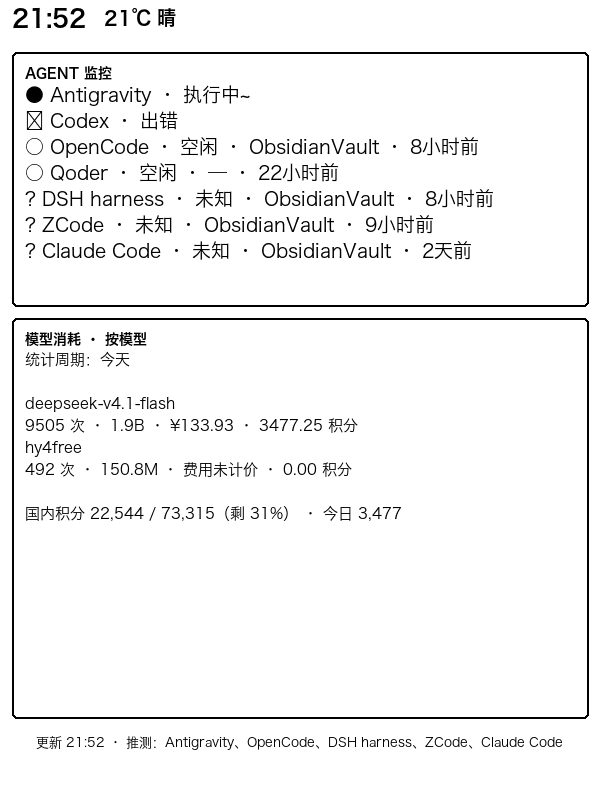 21:52 21℃ 晴
AGENT 监控
● Antigravity · 执行中~
☒ Codex · 出错
○ OpenCode · 空闲 · ObsidianVault · 8小时前
○ Qoder · 空闲 · — · 22小时前
? DSH harness · 未知 · ObsidianVault · 8小时前
? ZCode · 未知 · ObsidianVault · 9小时前
? Claude Code · 未知 · ObsidianVault · 2天前
模型消耗 · 按模型
统计周期：今天
deepseek-v4.1-flash
9505 次 · 1.9B · ¥133.93 · 3477.25 积分
hy4free
492 次 · 150.8M · 费用未计价 · 0.00 积分
国内积分 22,544 / 73,315（剩 31%） · 今日 3,477
更新 21:52 · 推测：Antigravity、OpenCode、DSH harness、ZCode、Claude Code